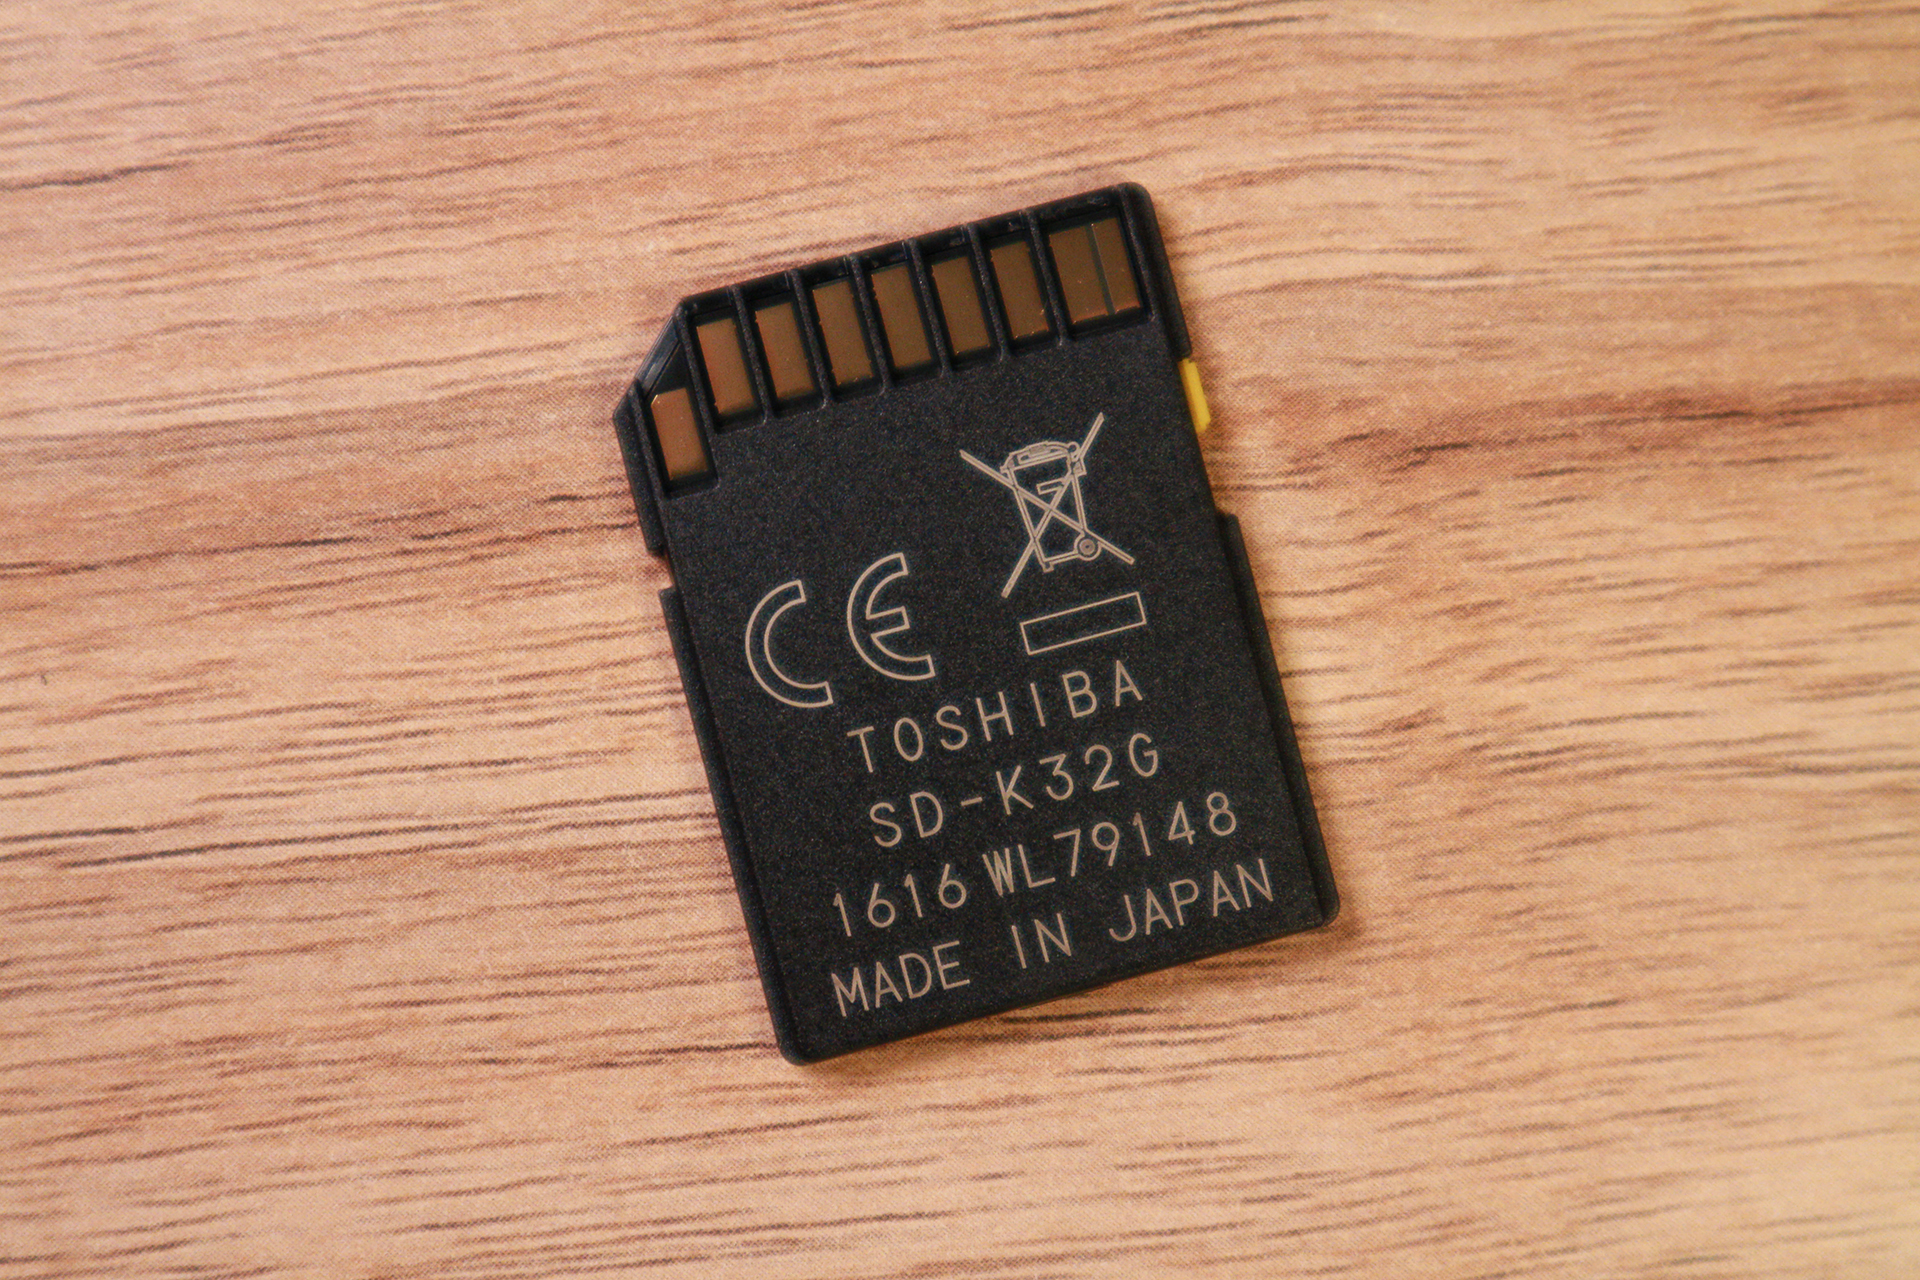 CE
TOSHIBA
SD-K32G
1616 WL79148
MADE IN JAPAN